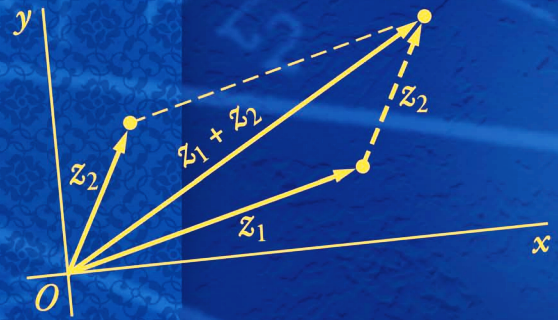 y
z₂
z₁ + z₂
z₂
z₁
x
O